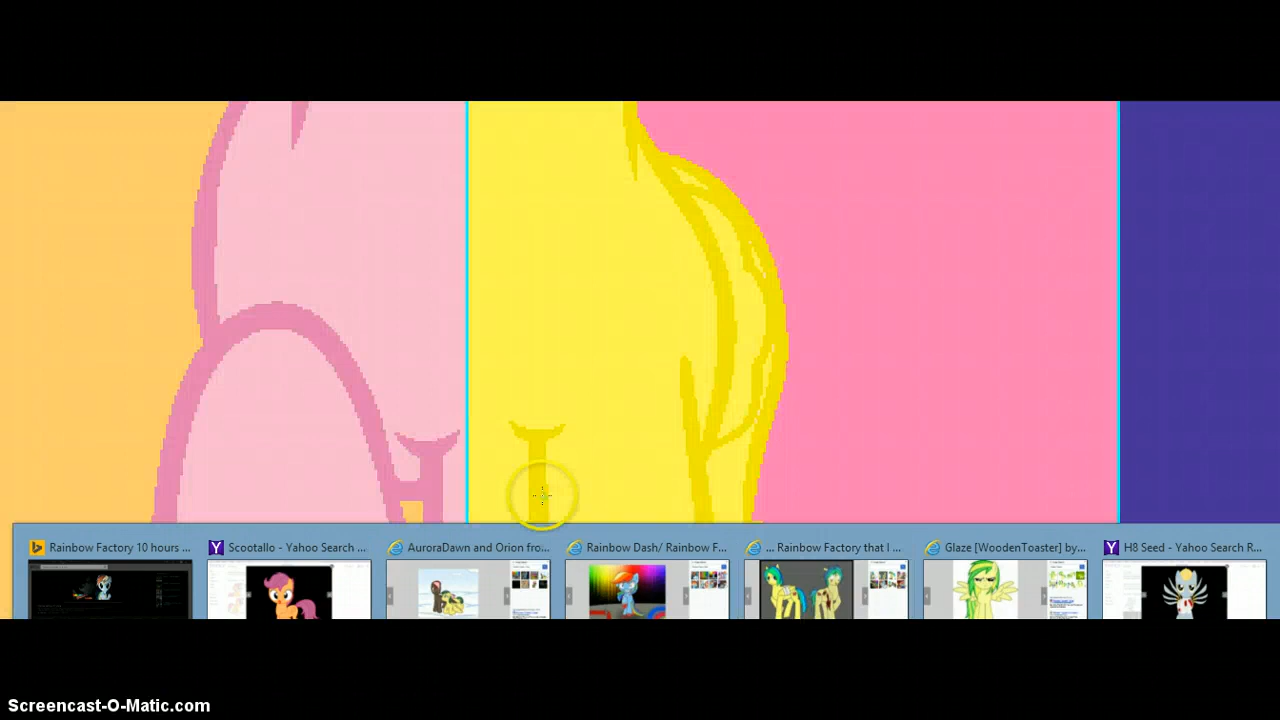 Rainbow Factory 10 hours ...
Scootallo - Yahoo Search ...
AuroraDawn and Orion fro...
Rainbow Dash/ Rainbow F...
... Rainbow Factory that I ...
Glaze [WoodenToaster] by...
H8 Seed - Yahoo Search R...
Screencast-O-Matic.com